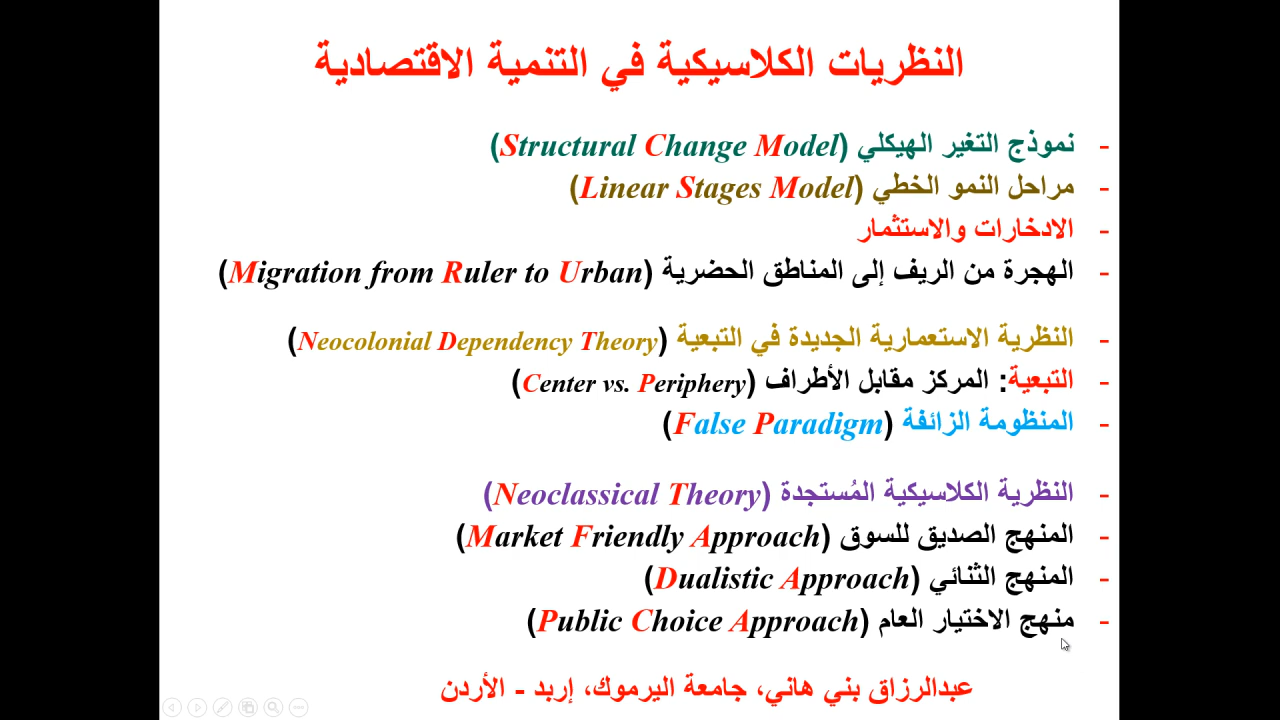 النظريات الكلاسيكية في التنمية الاقتصادية
- نموذج التغير الهيكلي (Structural Change Model)
- مراحل النمو الخطي (Linear Stages Model)
- الادخارات والاستثمار
- الهجرة من الريف إلى المناطق الحضرية (Migration from Ruler to Urban)
- النظرية الاستعمارية الجديدة في التبعية (Neocolonial Dependency Theory)
- التبعية: المركز مقابل الأطراف (Center vs. Periphery)
- المنظومة الزائفة (False Paradigm)
- النظرية الكلاسيكية المُستجدة (Neoclassical Theory)
- المنهج الصديق للسوق (Market Friendly Approach)
- المنهج الثنائي (Dualistic Approach)
- منهج الاختيار العام (Public Choice Approach)
عبدالرزاق بني هاني، جامعة اليرموك، إربد - الأردن